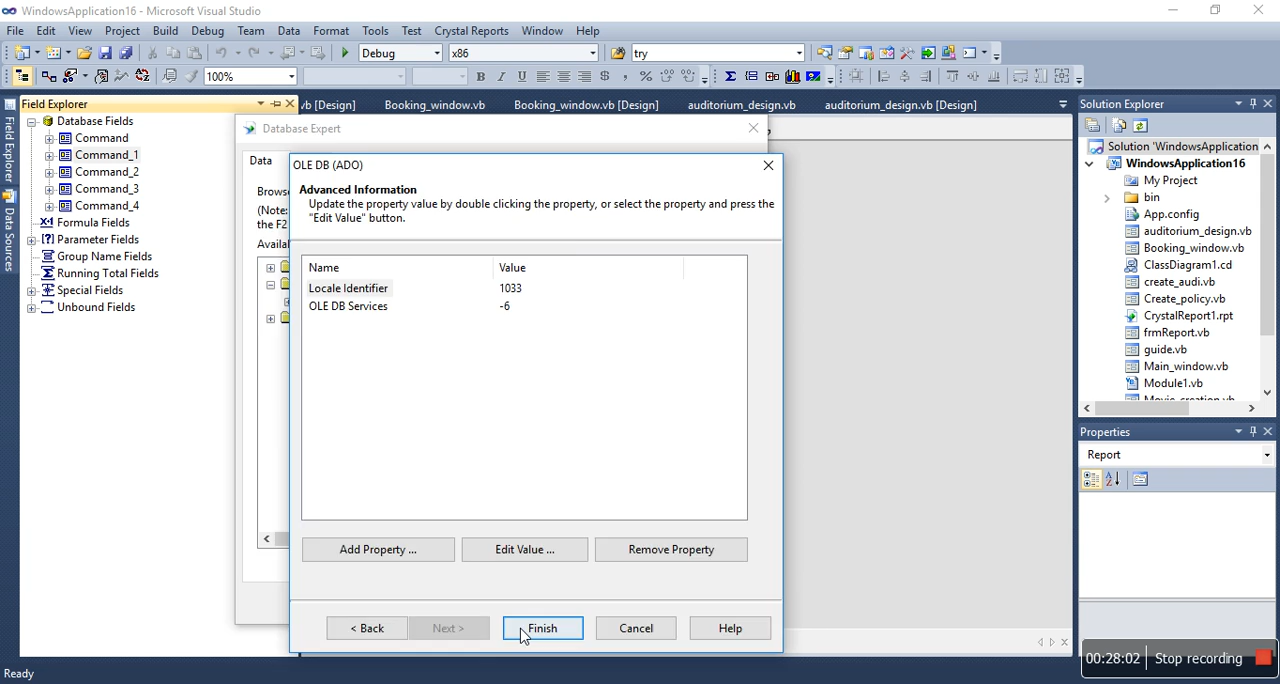 WindowsApplication16 - Microsoft Visual Studio
File Edit View Project Build Debug Team Data Format Tools Test Crystal Reports Window Help
Debug x86 try
100%
Field Explorer
Database Fields
Command
Command_1
Command_2
Command_3
Command_4
Formula Fields
Parameter Fields
Group Name Fields
Running Total Fields
Special Fields
Unbound Fields
Field Explorer
Data Sources
/b [Design] Booking_window.vb Booking_window.vb [Design] auditorium_design.vb auditorium_design.vb [Design]
Database Expert
Data
Brows
(Note:
the F2
Availal
OLE DB (ADO)
Advanced Information
Update the property value by double clicking the property, or select the property and press the
"Edit Value" button.
Name Value
Locale Identifier 1033
OLE DB Services -6
Add Property ... Edit Value ... Remove Property
< Back Next > Finish Cancel Help
Solution Explorer
Solution 'WindowsApplication
WindowsApplication16
My Project
bin
App.config
auditorium_design.vb
Booking_window.vb
ClassDiagram1.cd
create_audi.vb
Create_policy.vb
CrystalReport1.rpt
frmReport.vb
guide.vb
Main_window.vb
Module1.vb
Movie_creation.vb
Properties
Report
00:28:02 Stop recording
Ready